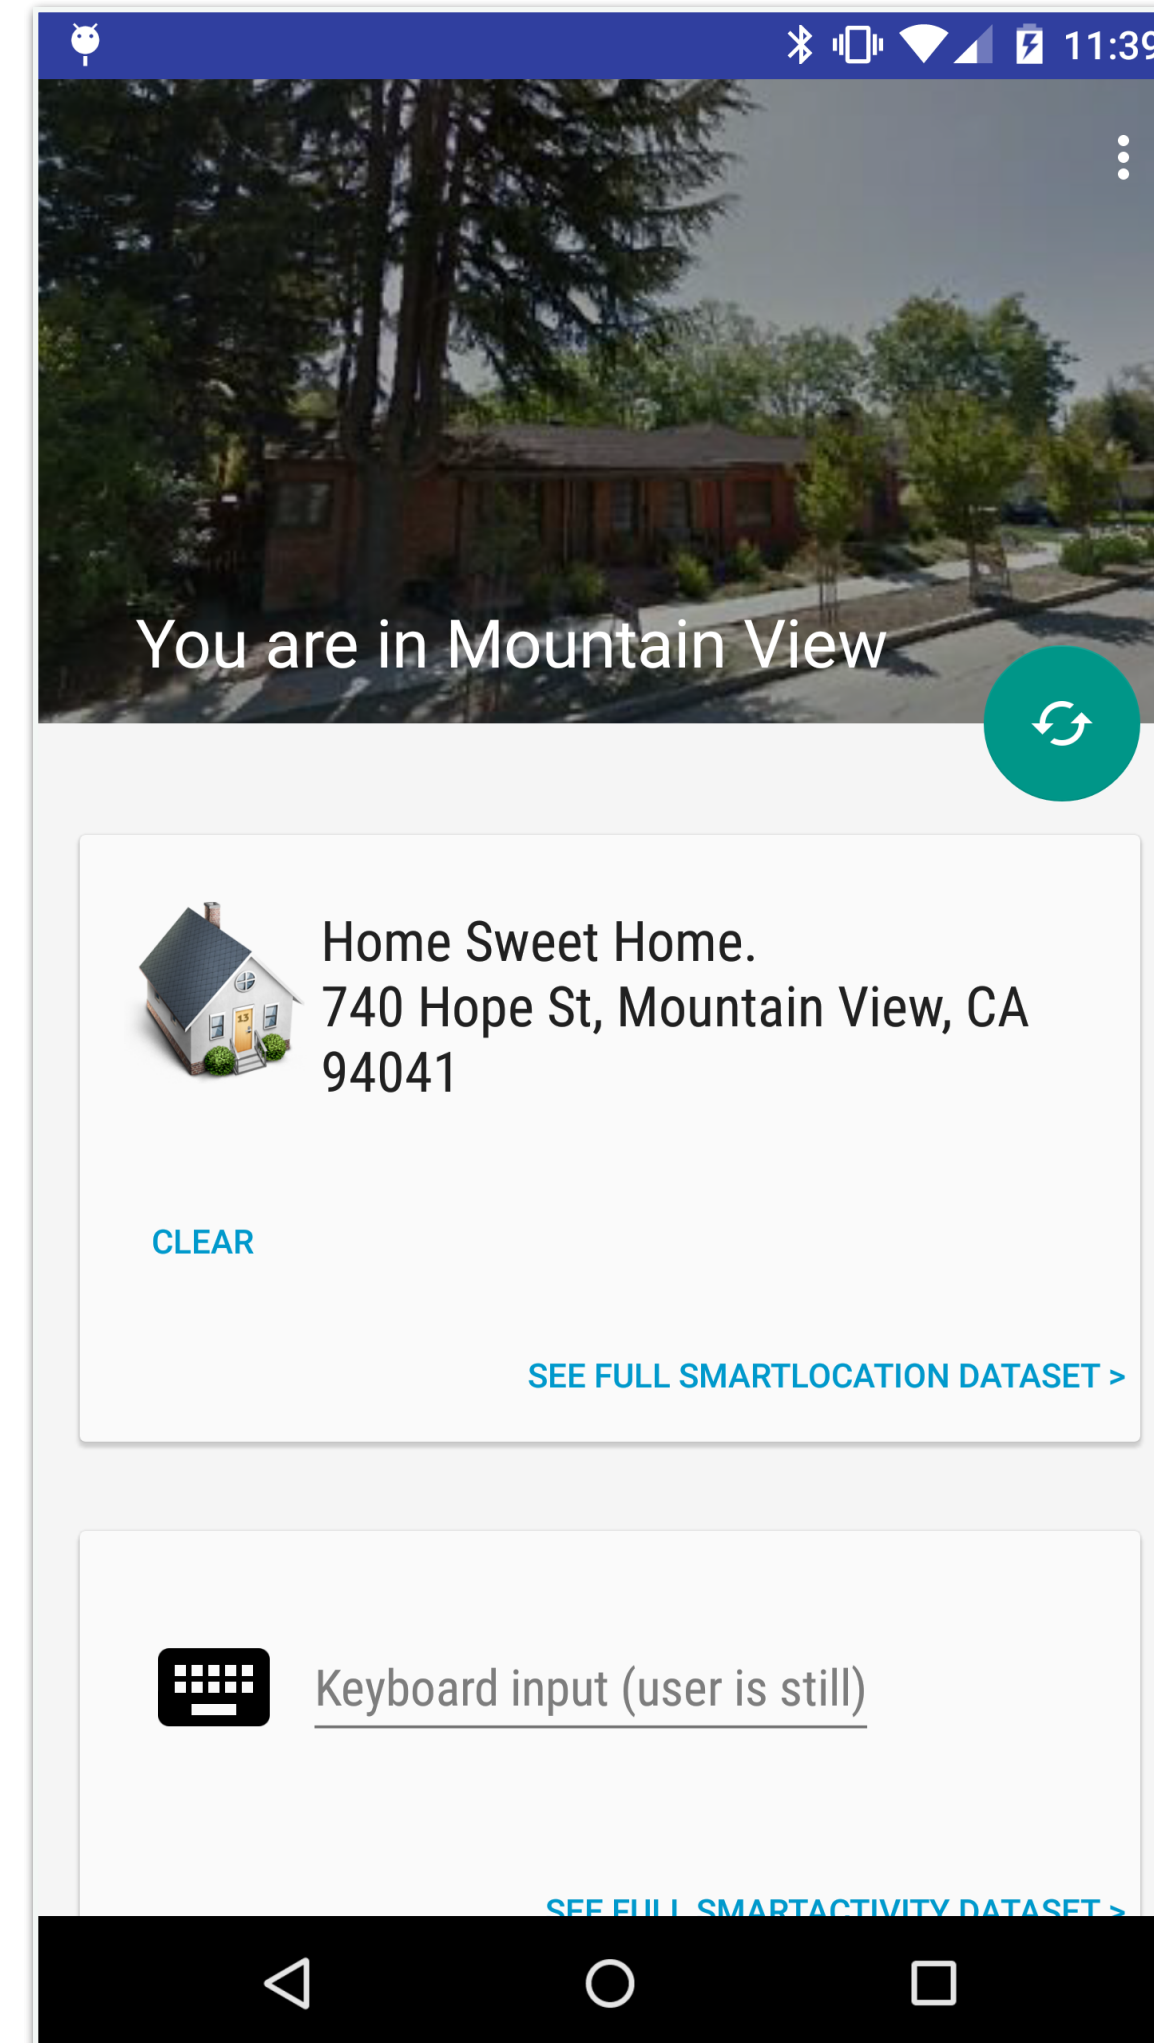 11:39
You are in Mountain View
Home Sweet Home.
740 Hope St, Mountain View, CA
94041
CLEAR
SEE FULL SMARTLOCATION DATASET >
Keyboard input (user is still)
SEE FULL SMARTACTIVITY DATASET >